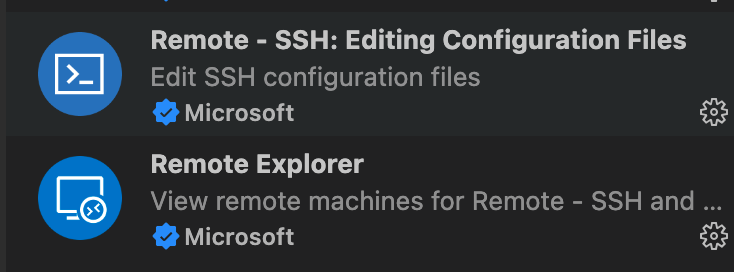 Remote - SSH: Editing Configuration Files
Edit SSH configuration files
Microsoft
Remote Explorer
View remote machines for Remote - SSH and ...
Microsoft